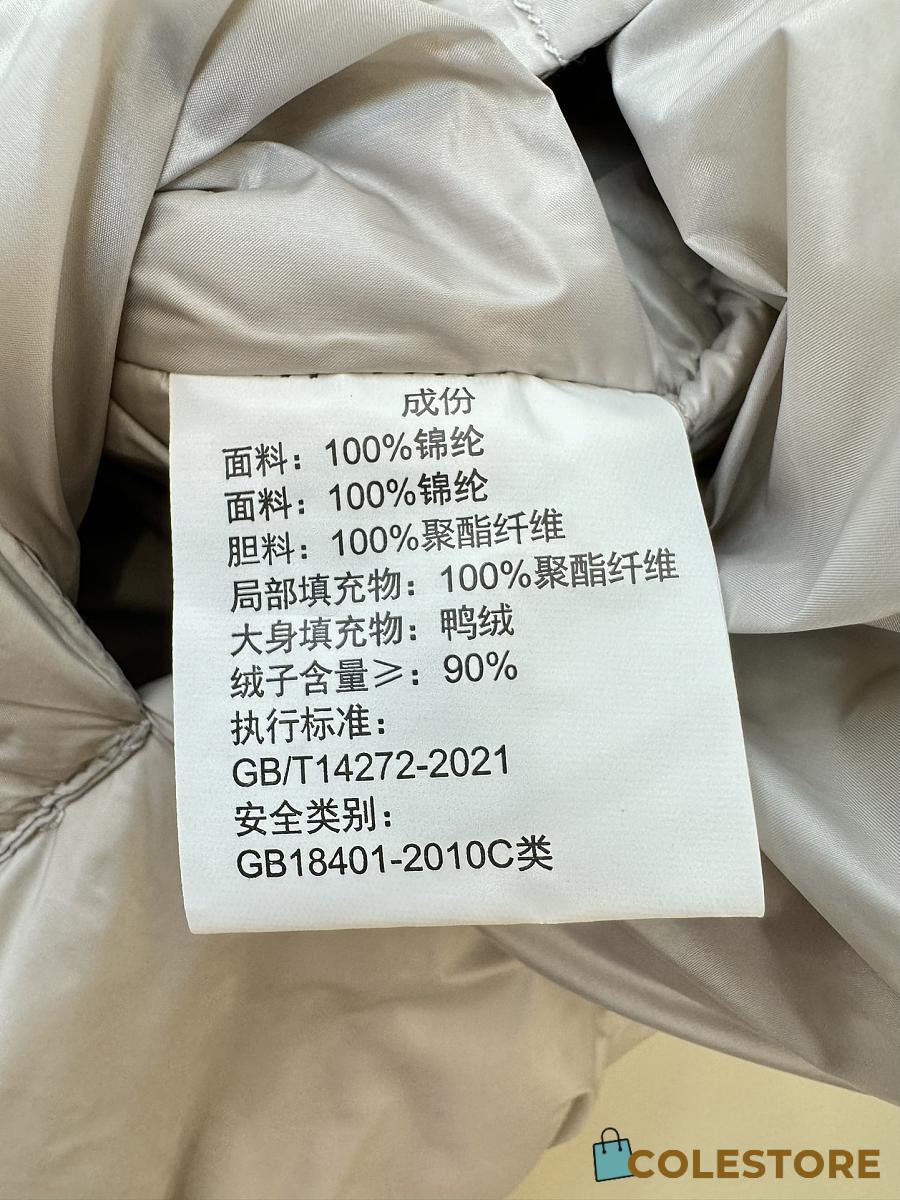 成份
面料：100%锦纶
面料：100%锦纶
胆料：100%聚酯纤维
局部填充物：100%聚酯纤维
大身填充物：鸭绒
绒子含量≥：90%
执行标准：
GB/T14272-2021
安全类别：
GB18401-2010C类
COLESTORE